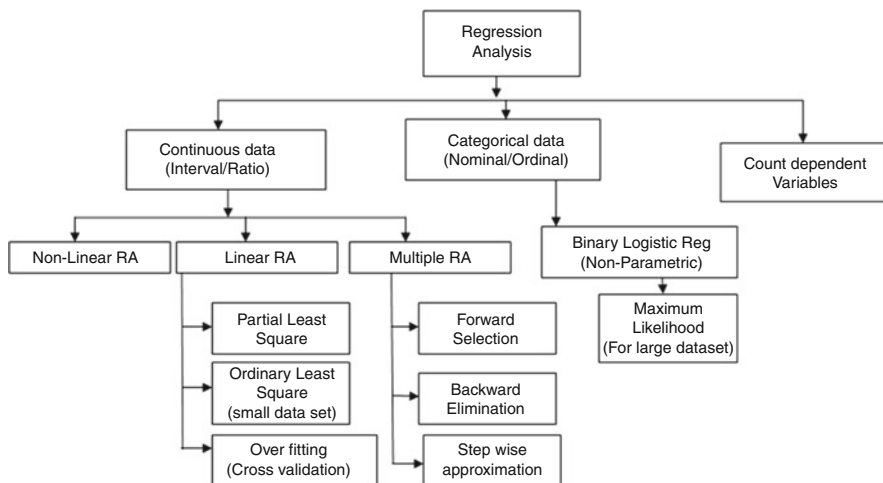 Regression
Analysis
Continuous data
(Interval/Ratio)
Categorical data
(Nominal/Ordinal)
Count dependent
Variables
Non-Linear RA
Linear RA
Multiple RA
Binary Logistic Reg
(Non-Parametric)
Partial Least
Square
Forward
Selection
Maximum
Likelihood
(For large dataset)
Ordinary Least
Square
(small data set)
Backward
Elimination
Over fitting
(Cross validation)
Step wise
approximation